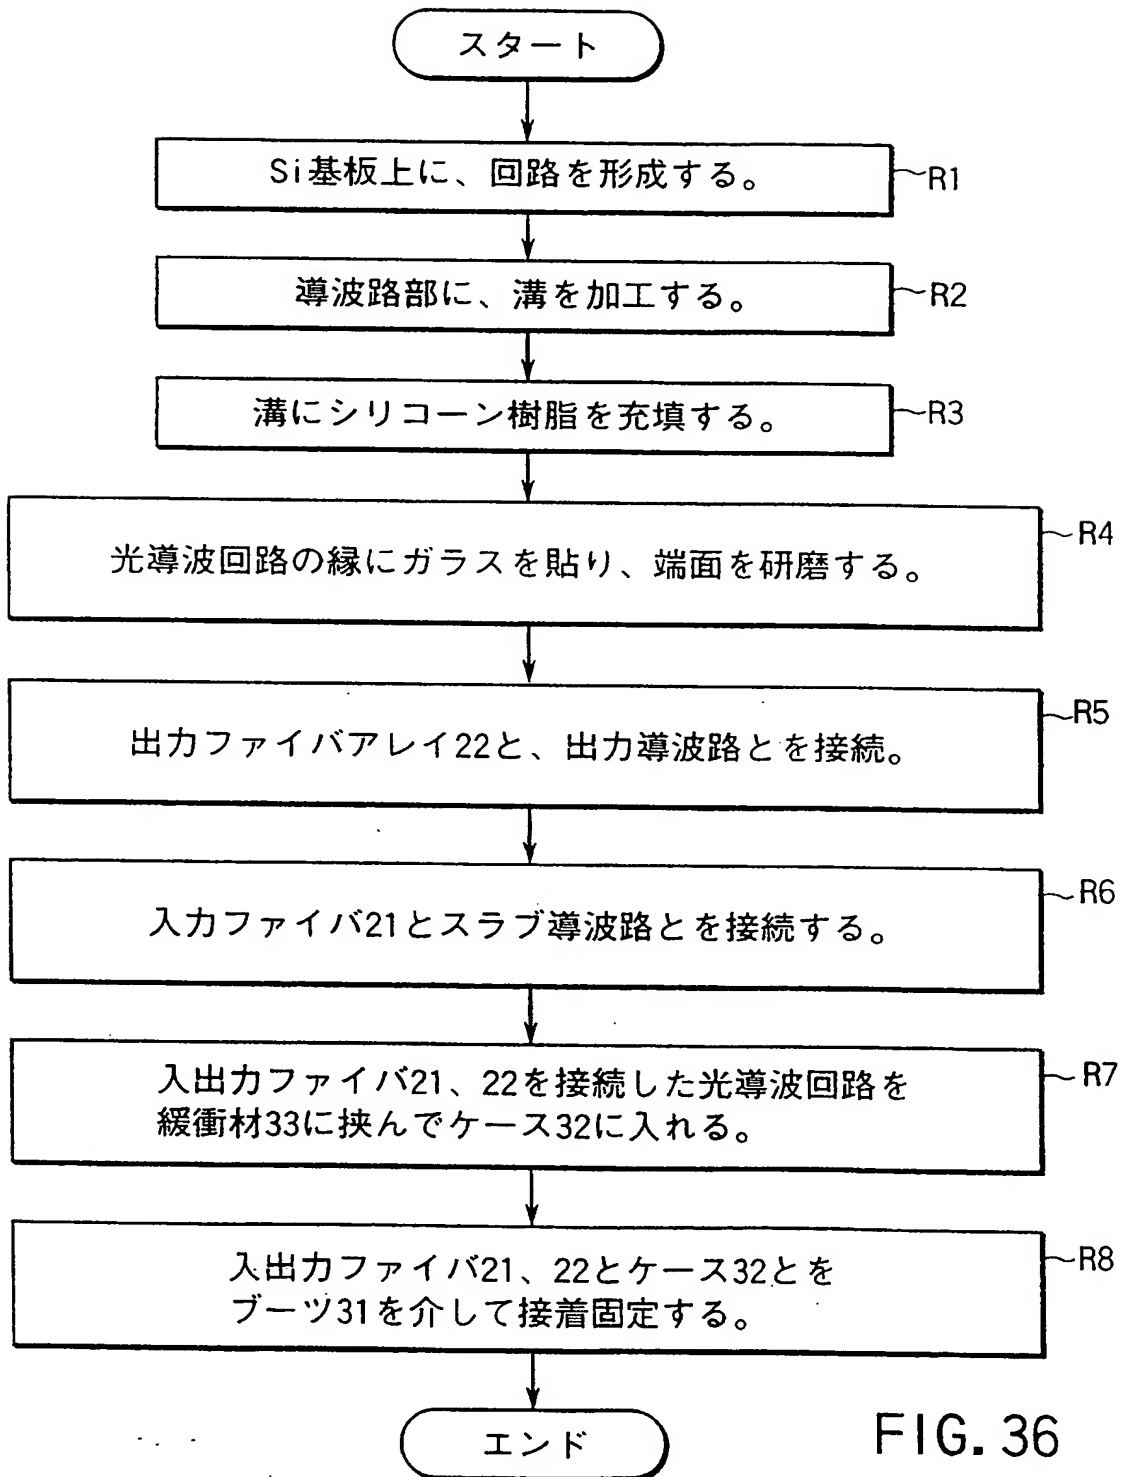 スタート
Si基板上に、回路を形成する。
R1
導波路部に、溝を加工する。
R2
溝にシリコーン樹脂を充填する。
R3
光導波回路の縁にガラスを貼り、端面を研磨する。
R4
出力ファイバアレイ22と、出力導波路とを接続。
R5
入力ファイバ21とスラブ導波路とを接続する。
R6
入出力ファイバ21、22を接続した光導波回路を
緩衝材33に挟んでケース32に入れる。
R7
入出力ファイバ21、22とケース32とを
ブーツ31を介して接着固定する。
R8
エンド
FIG. 36